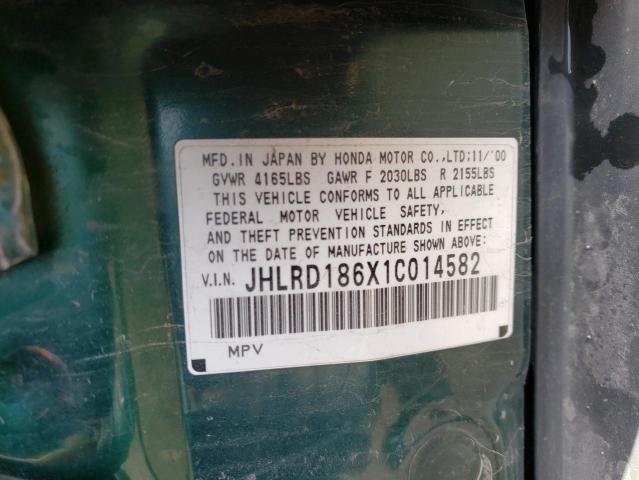 MFD. IN JAPAN BY HONDA MOTOR CO.,LTD:11/'00
GVWR 4165LBS GAWR F 2030LBS R 2155LBS
THIS VEHICLE CONFORMS TO ALL APPLICABLE
FEDERAL MOTOR VEHICLE SAFETY,
AND THEFT PREVENTION STANDARDS IN EFFECT
ON THE DATE OF MANUFACTURE SHOWN ABOVE:
V.I.N. JHLRD186X1C014582
MPV